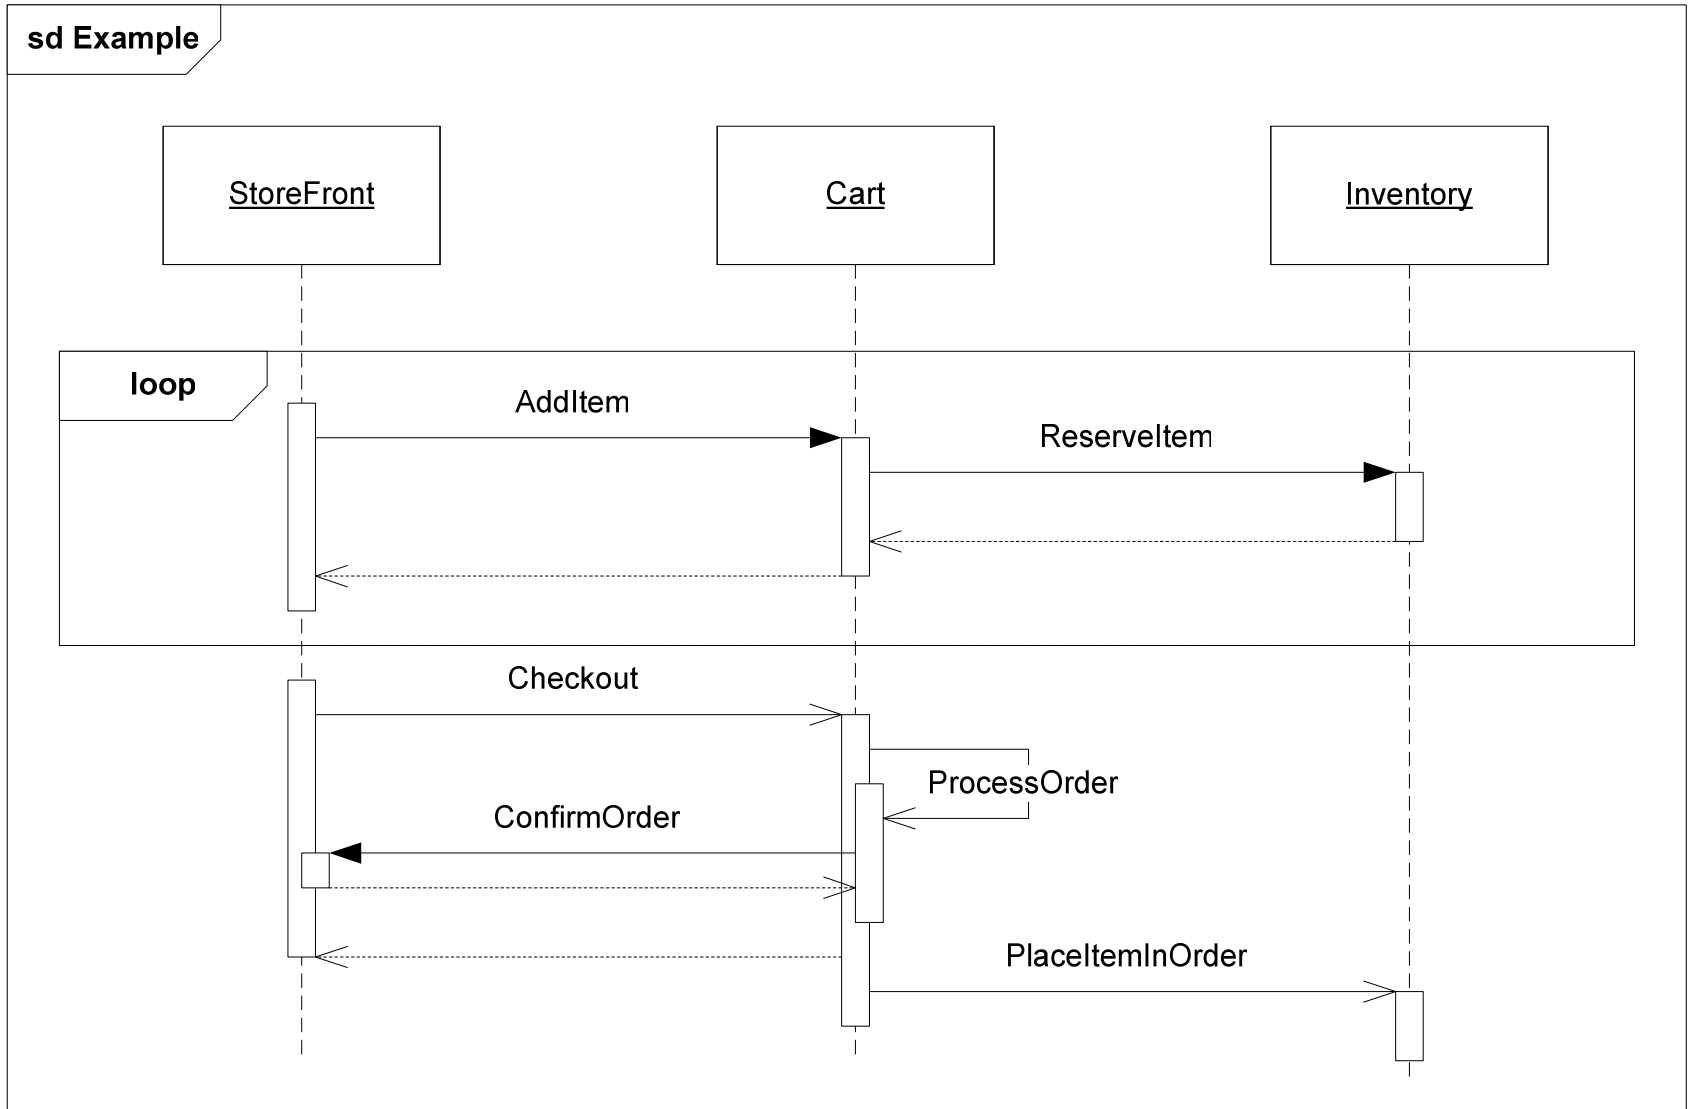 sd Example
StoreFront
Cart
Inventory
loop
AddItem
ReserveItem
Checkout
ProcessOrder
ConfirmOrder
PlaceItemInOrder